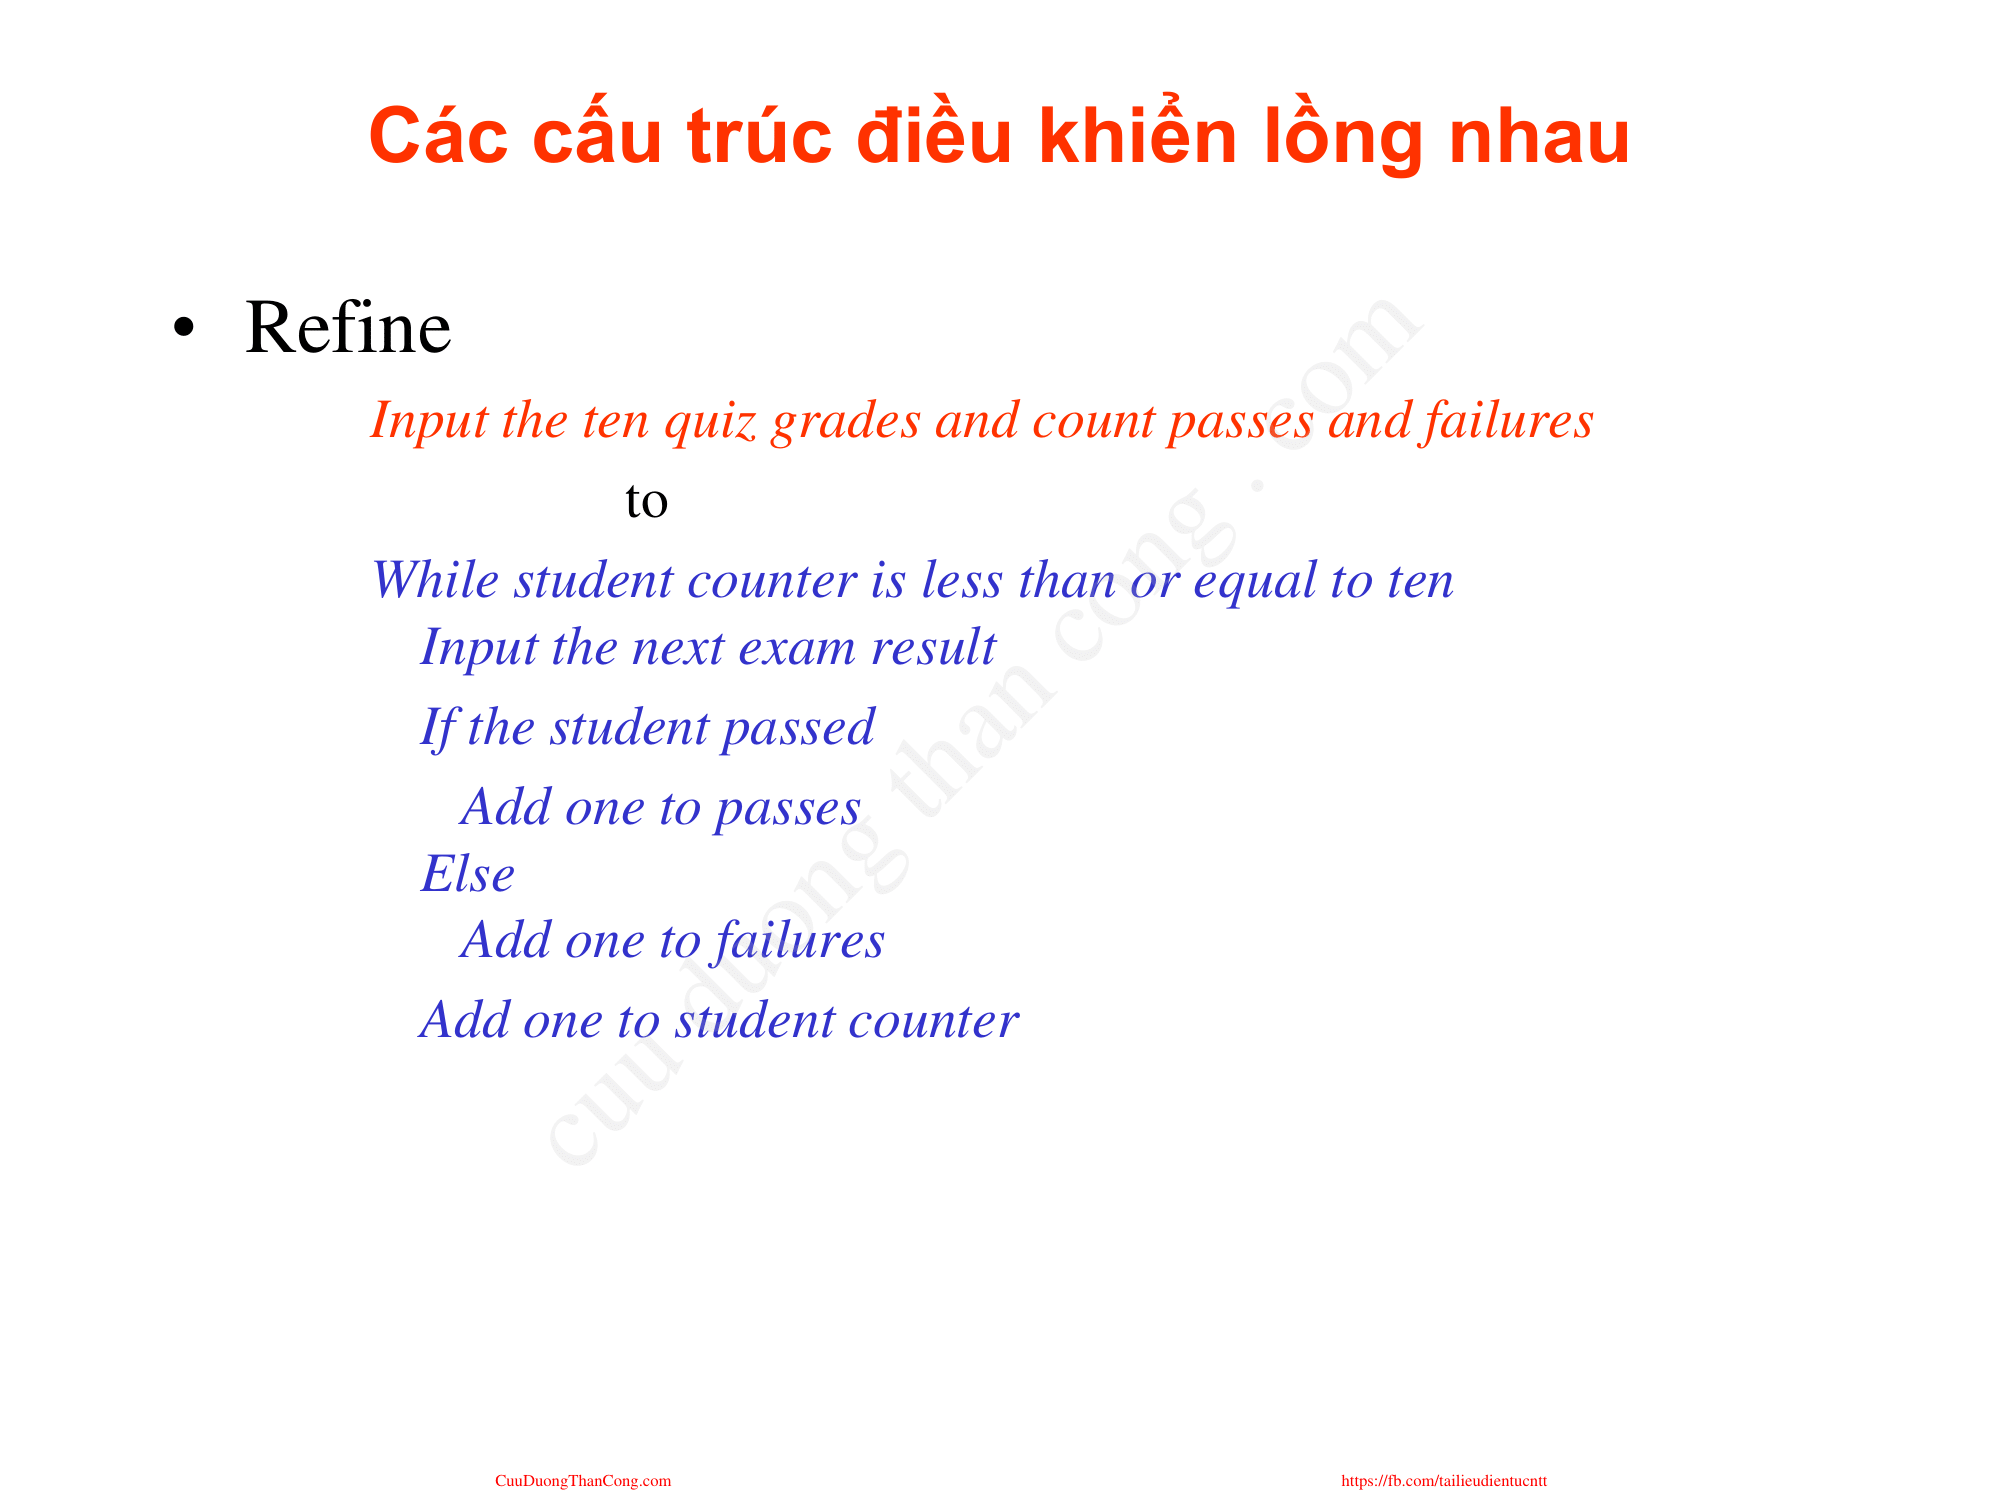 Các cấu trúc điều khiển lồng nhau
• Refine
Input the ten quiz grades and count passes and failures
to
While student counter is less than or equal to ten
Input the next exam result
If the student passed
Add one to passes
Else
Add one to failures
Add one to student counter
cuu duong than cong . com
CuuDuongThanCong.com
https://fb.com/tailieudientucntt